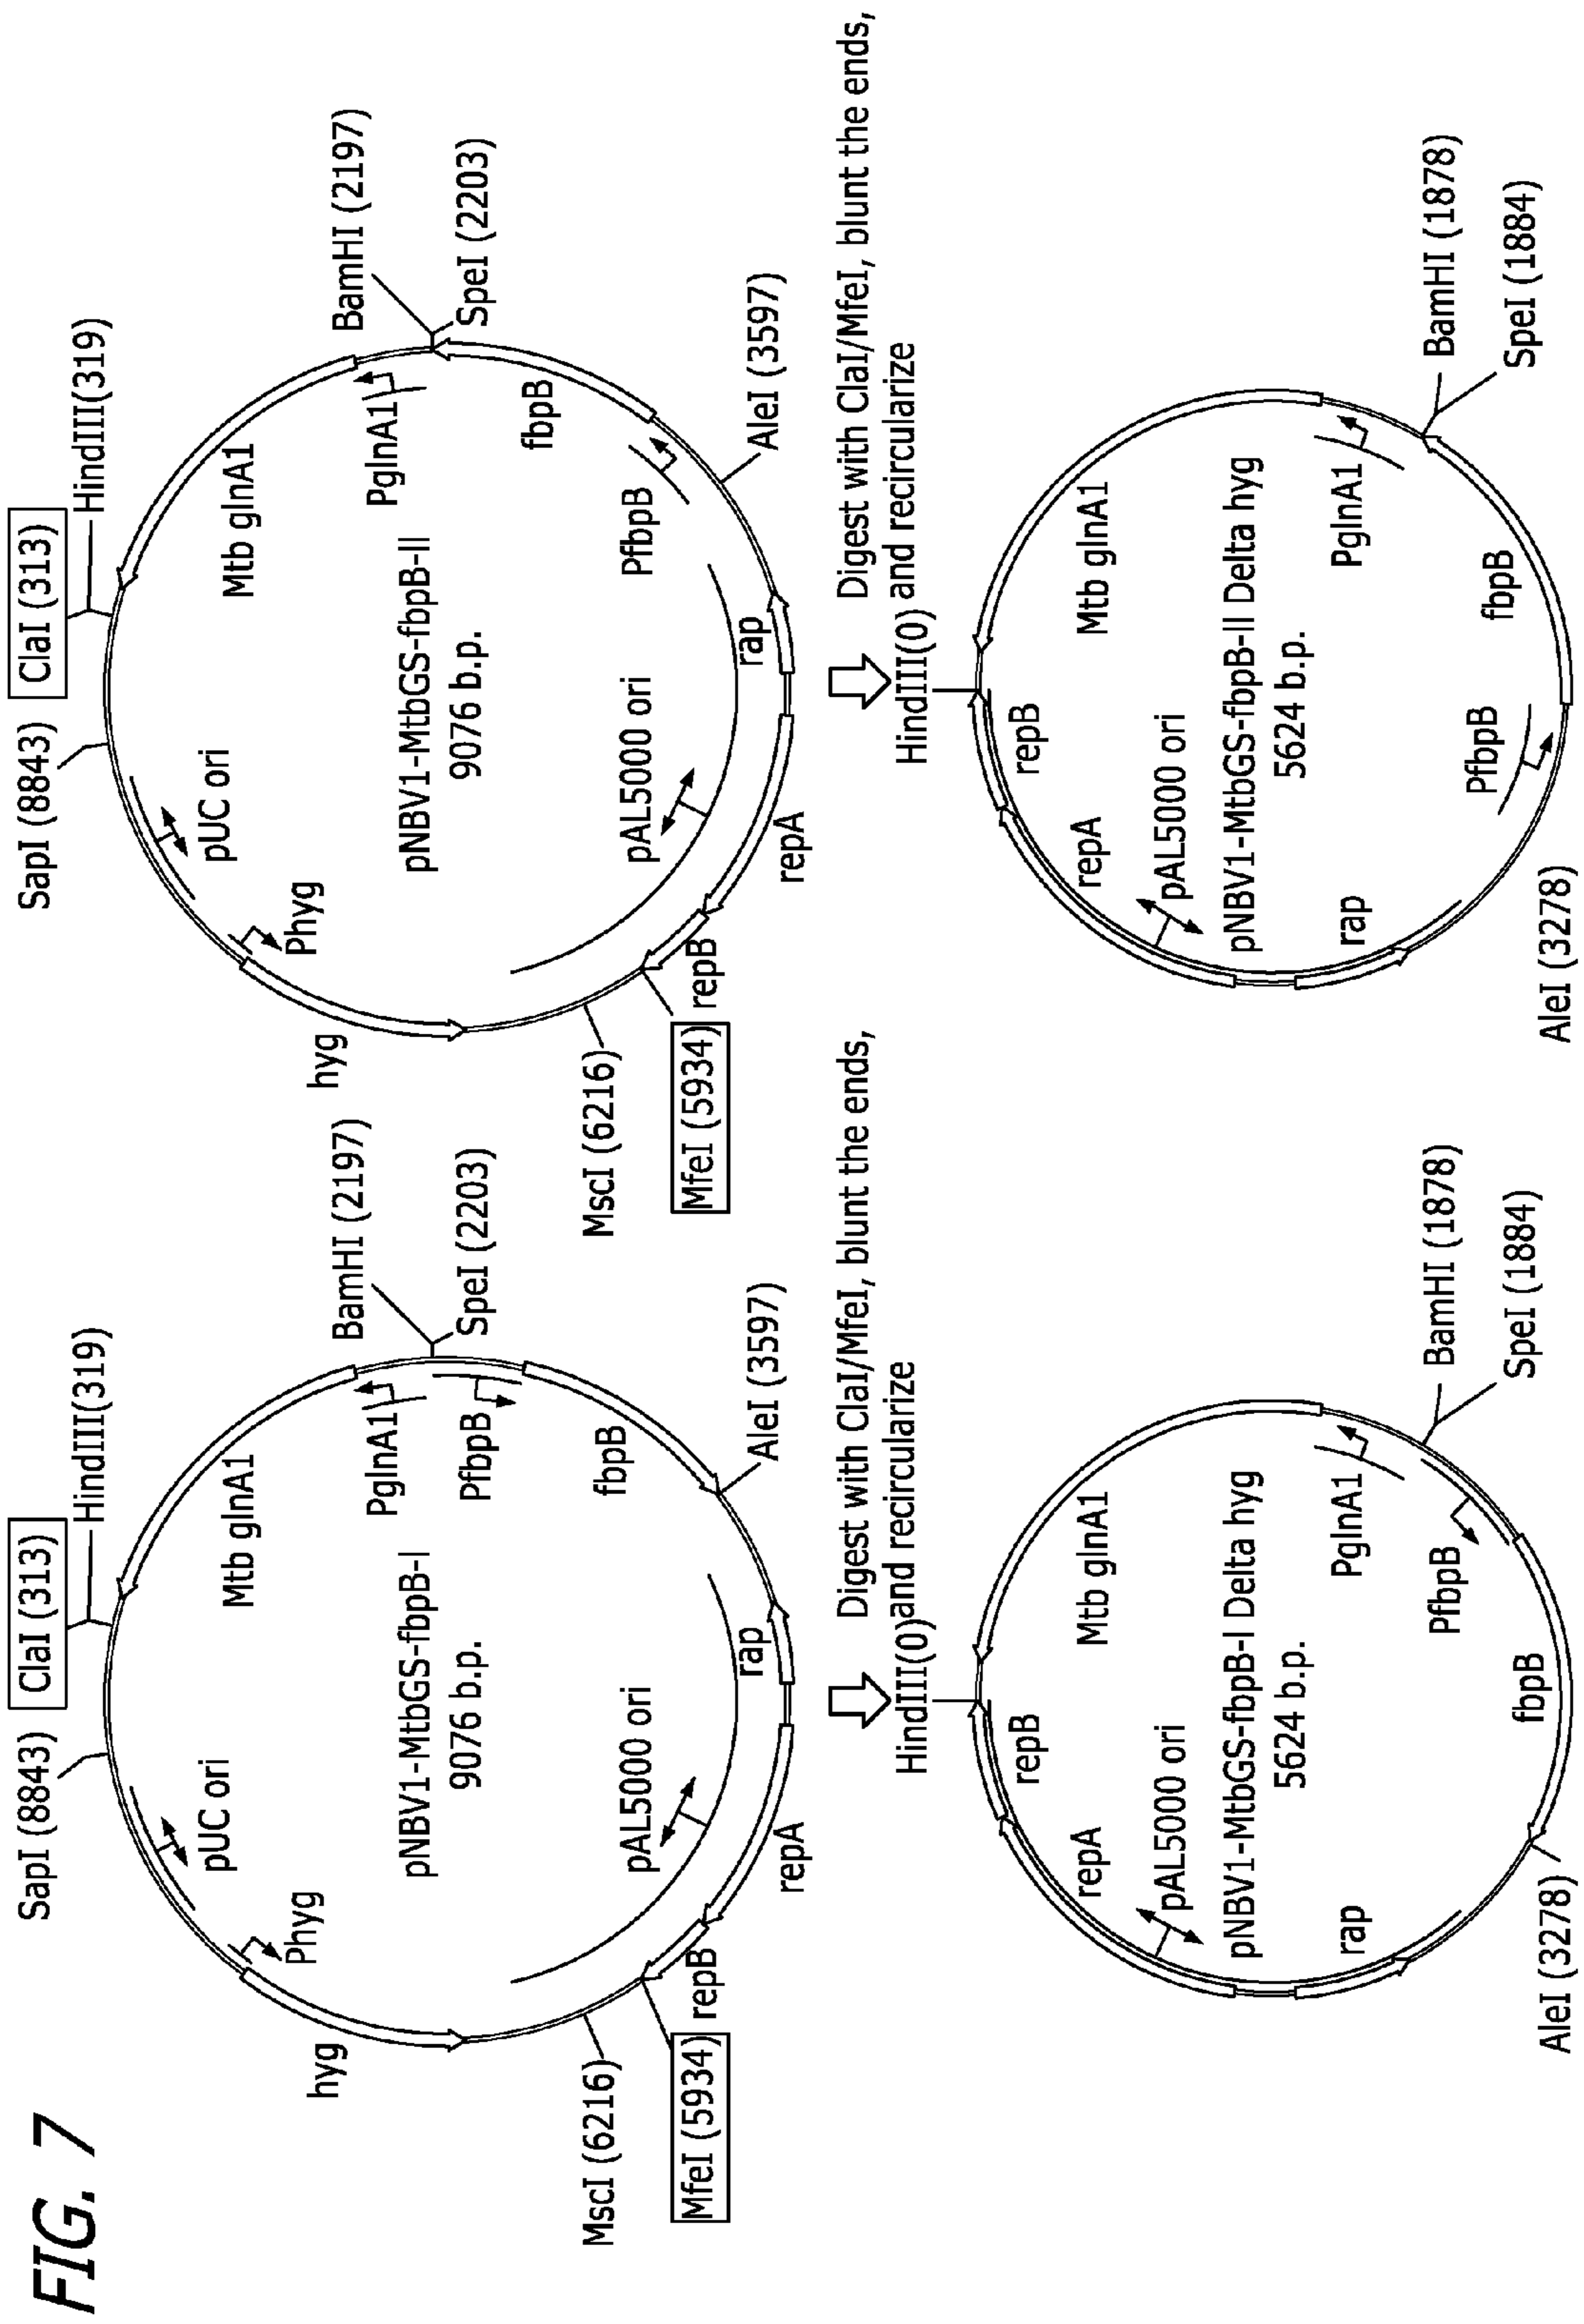 FIG. 7
SapI (8843)
ClaI (313)
HindIII(319)
pUC ori
Phyg
hyg
Mtb glnA1
BamHI (2197)
PglnA1
SpeI (2203)
PfbpB
fbpB
pNBV1-MtbGS-fbpB-I
9076 b.p.
MscI (6216)
MfeI (5934)
repB
pAL5000 ori
repA
rap
AleI (3597)
Digest with ClaI/MfeI, blunt the ends,
and recircularize
HindIII(0)
repB
repA
pAL5000 ori
Mtb glnA1
pNBV1-MtbGS-fbpB-I Delta hyg
5624 b.p.
rap
PglnA1
BamHI (1878)
SpeI (1884)
PfbpB
fbpB
AleI (3278)
SapI (8843)
ClaI (313)
HindIII(319)
pUC ori
Phyg
hyg
Mtb glnA1
BamHI (2197)
PglnA1
SpeI (2203)
fbpB
pNBV1-MtbGS-fbpB-II
9076 b.p.
PfbpB
MscI (6216)
MfeI (5934)
repB
pAL5000 ori
repA
rap
AleI (3597)
Digest with ClaI/MfeI, blunt the ends,
and recircularize
HindIII(0)
repB
repA
pAL5000 ori
Mtb glnA1
pNBV1-MtbGS-fbpB-II Delta hyg
5624 b.p.
rap
PglnA1
BamHI (1878)
SpeI (1884)
PfbpB
fbpB
AleI (3278)